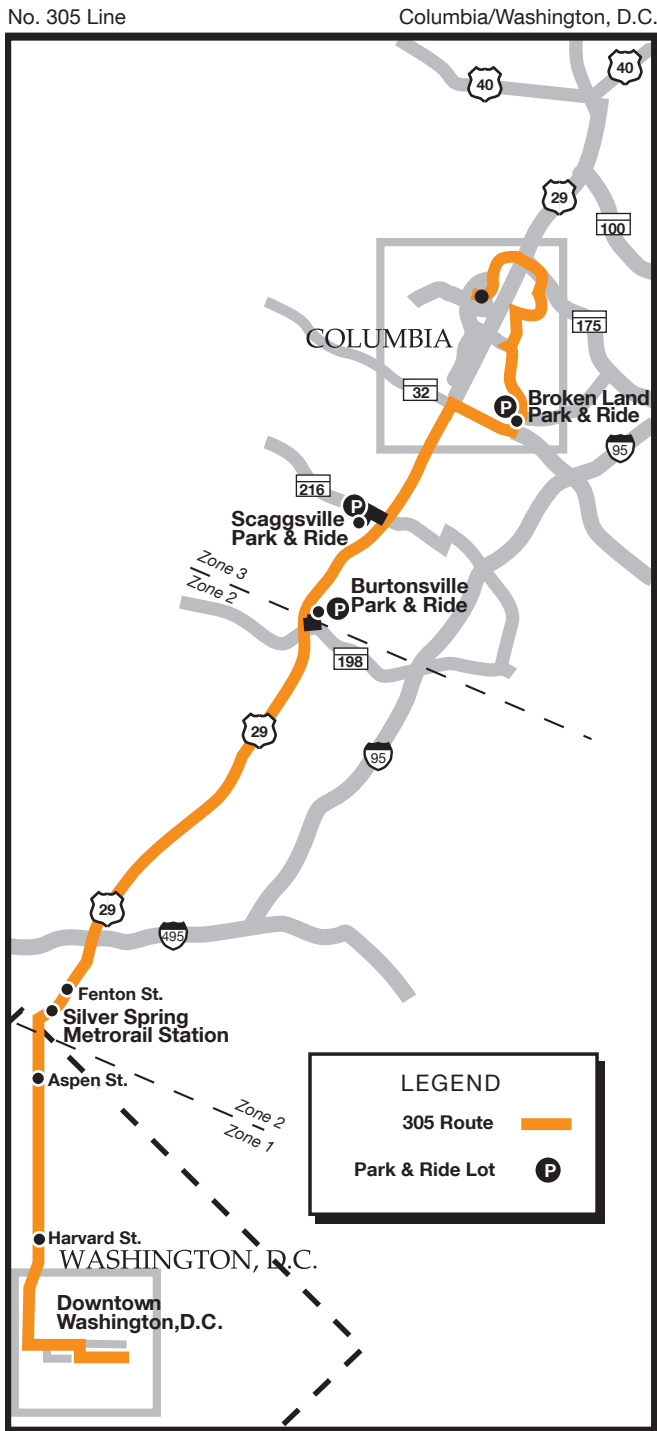 No. 305 Line
Columbia/Washington, D.C.
40
40
29
100
175
COLUMBIA
32
P
Broken Land
Park & Ride
95
216
P
Scaggsville
Park & Ride
Zone 3
Zone 2
Burtonsville
Park & Ride
P
198
29
95
29
495
Fenton St.
Silver Spring
Metrorail Station
Aspen St.
Zone 2
Zone 1
LEGEND
305 Route
Park & Ride Lot
P
Harvard St.
WASHINGTON, D.C.
Downtown
Washington,D.C.